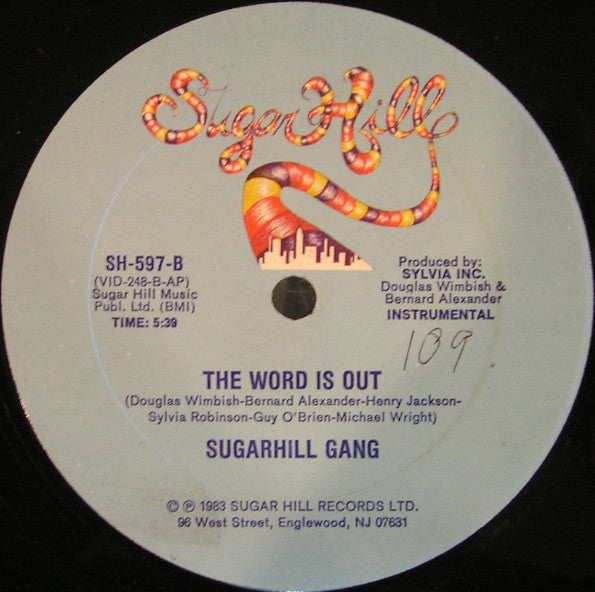 Sugar Hill
SH-597-B
(VID-248-B-AP)
Sugar Hill Music
Publ. Ltd. (BMI)
TIME: 5:39
Produced by:
SYLVIA INC.
Douglas Wimbish &
Bernard Alexander
INSTRUMENTAL
109
THE WORD IS OUT
(Douglas Wimbish-Bernard Alexander-Henry Jackson-
Sylvia Robinson-Guy O'Brien-Michael Wright)
SUGARHILL GANG
© ℗ 1983 SUGAR HILL RECORDS LTD.
96 West Street, Englewood, NJ 07631